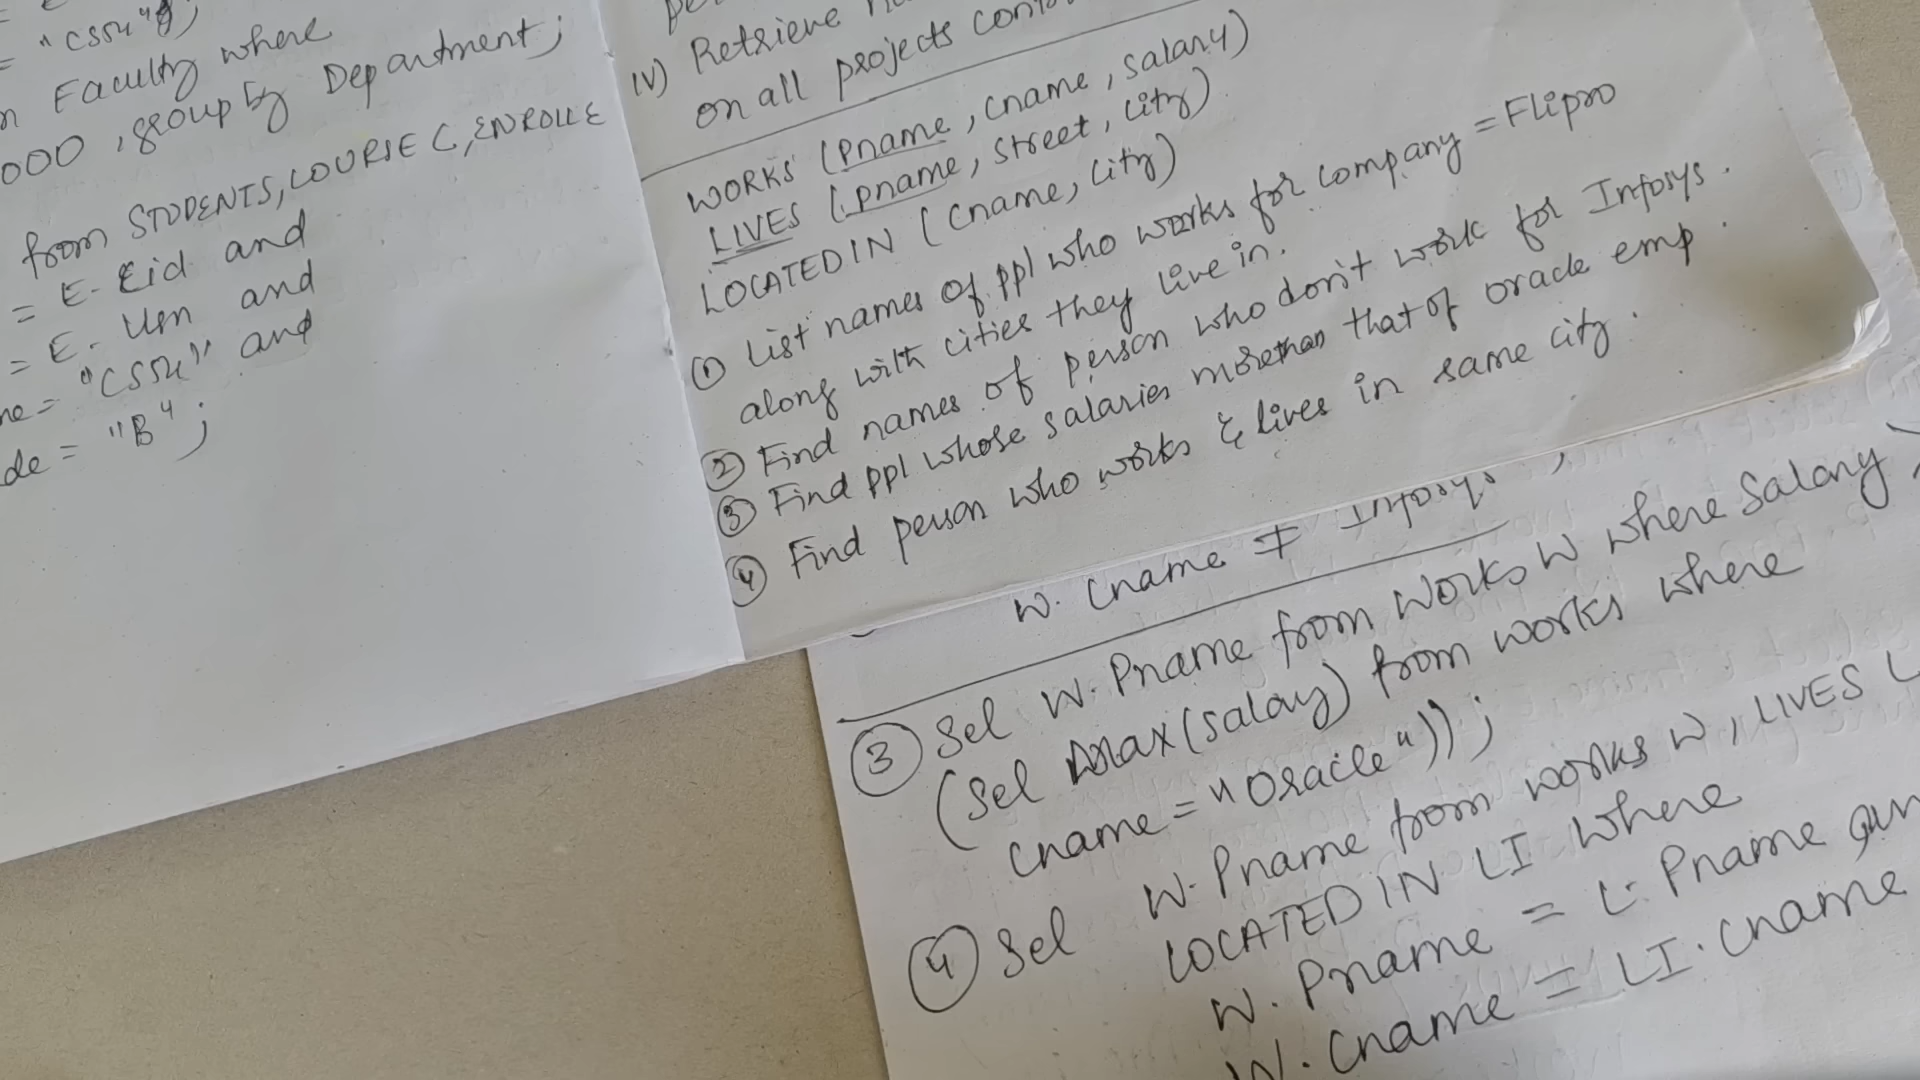 = "CS54";
Faculty where
000, group by Department;
from STUDENTS, COURSE C, ENROLLE
= E. Eid and
= E. Usn and
= "CS54" and
de = "B";
IV) Retrieve
on all projects
WORKS (Pname, Cname, Salary)
LIVES (Pname, Street, City)
LOCATED IN (Cname, City)
① List names of ppl who works for company = Flipro
along with cities they live in.
② Find names of person who don't work for Infosys.
③ Find ppl whose salaries morethan that of oracle emp.
④ Find person who works & lives in same city.
W. Cname ≠ Infosys
③ Sel W. Pname from Works W where Salary >
(Sel Max(Salary) from works where
Cname = "Oracle"));
④ Sel W. Pname from works W, LIVES L
LOCATED IN LI where
W. Pname = L. Pname
W. Cname = LI. Cname